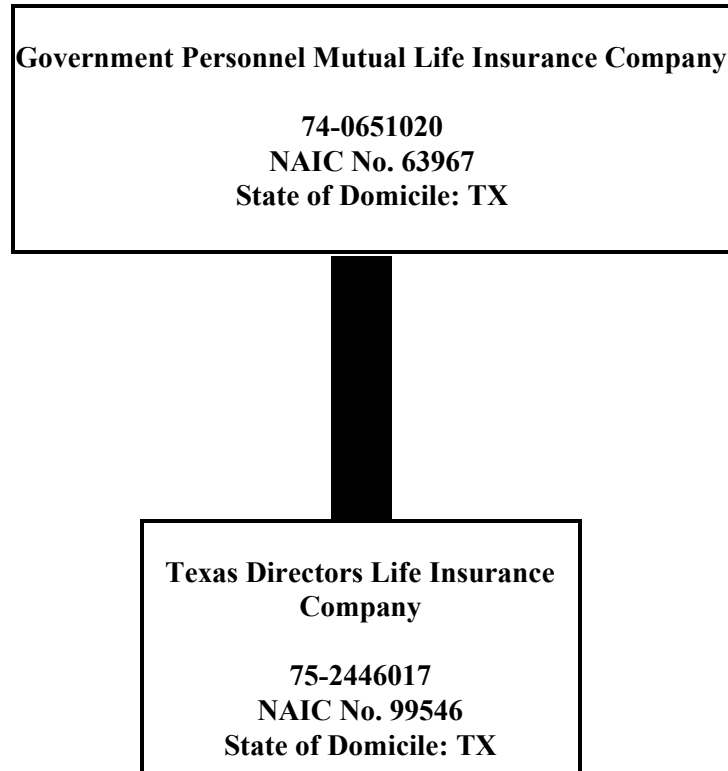 Government Personnel Mutual Life Insurance Company
74-0651020
NAIC No. 63967
State of Domicile: TX
Texas Directors Life Insurance
Company
75-2446017
NAIC No. 99546
State of Domicile: TX